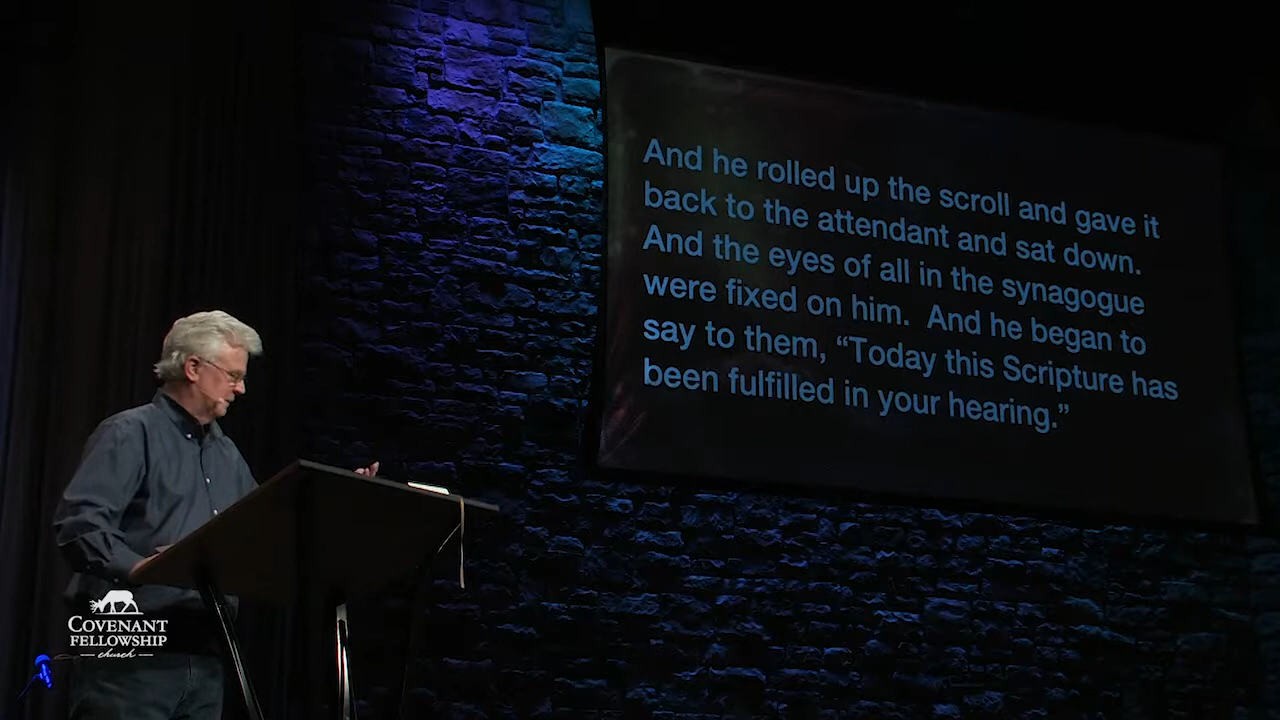 And he rolled up the scroll and gave it
back to the attendant and sat down.
And the eyes of all in the synagogue
were fixed on him.  And he began to
say to them, “Today this Scripture has
been fulfilled in your hearing.”
COVENANT
FELLOWSHIP
church